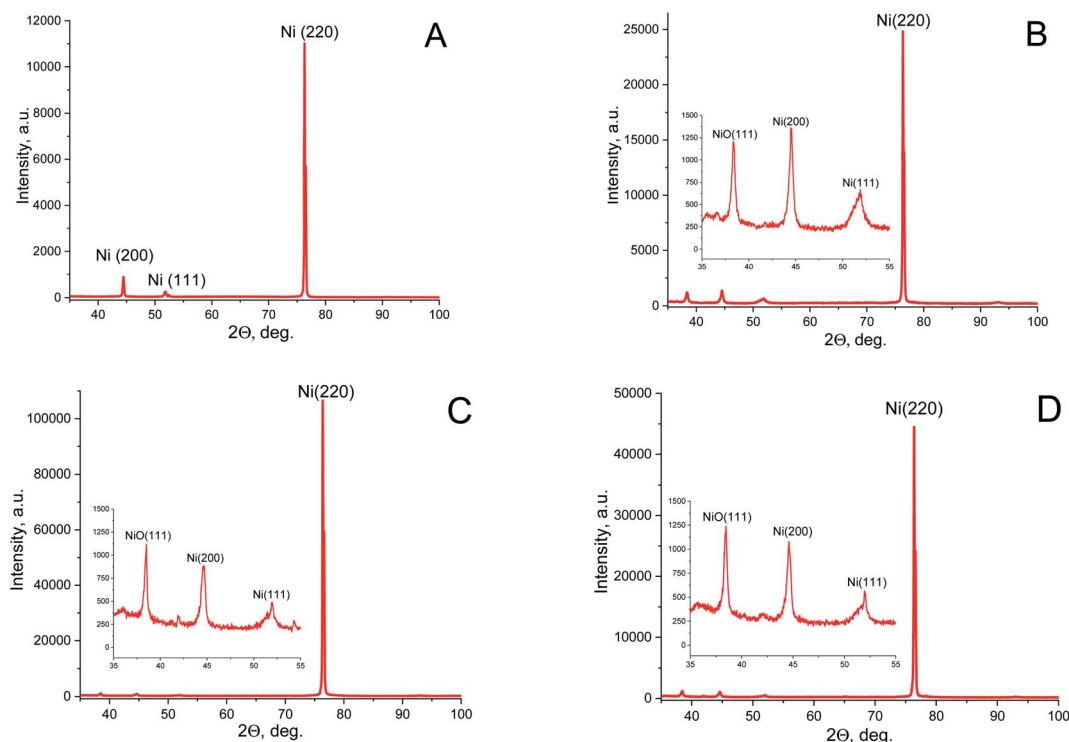 A
Ni (220)
Ni (200)
Ni (111)
12000
10000
8000
6000
4000
2000
0
40 50 60 70 80 90 100
Intensity, a.u.
2Θ, deg.
B
Ni(220)
25000
20000
15000
10000
5000
0
40 50 60 70 80 90 100
Intensity, a.u.
2Θ, deg.
NiO(111)
Ni(200)
Ni(111)
1500
1250
1000
750
500
250
0
35 40 45 50 55
C
Ni(220)
100000
80000
60000
40000
20000
0
40 50 60 70 80 90 100
Intensity, a.u.
2Θ, deg.
NiO(111)
Ni(200)
Ni(111)
1500
1250
1000
750
500
250
0
35 40 45 50 55
D
Ni(220)
50000
40000
30000
20000
10000
0
40 50 60 70 80 90 100
Intensity, a.u.
2Θ, deg.
NiO(111)
Ni(200)
Ni(111)
1500
1250
1000
750
500
250
0
35 40 45 50 55